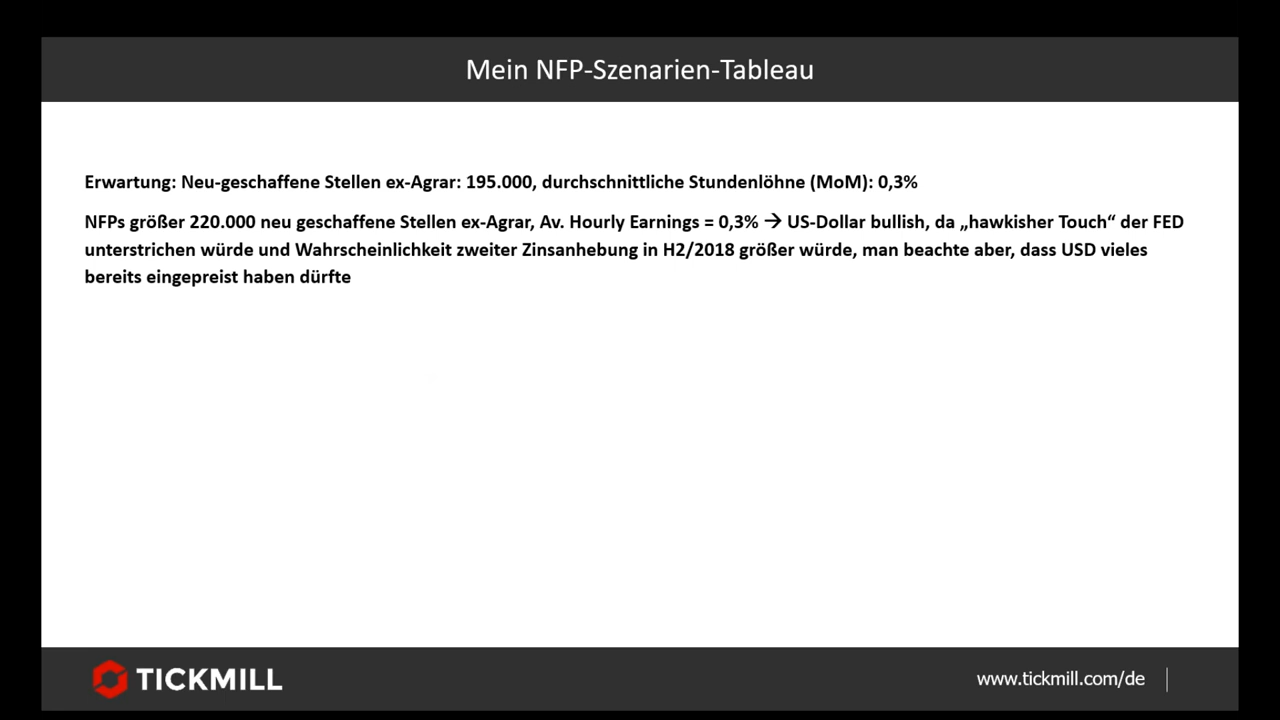 Mein NFP-Szenarien-Tableau
Erwartung: Neu-geschaffene Stellen ex-Agrar: 195.000, durchschnittliche Stundenlöhne (MoM): 0,3%
NFPs größer 220.000 neu geschaffene Stellen ex-Agrar, Av. Hourly Earnings = 0,3% → US-Dollar bullish, da „hawkisher Touch“ der FED
unterstrichen würde und Wahrscheinlichkeit zweiter Zinsanhebung in H2/2018 größer würde, man beachte aber, dass USD vieles
bereits eingepreist haben dürfte
TICKMILL
www.tickmill.com/de